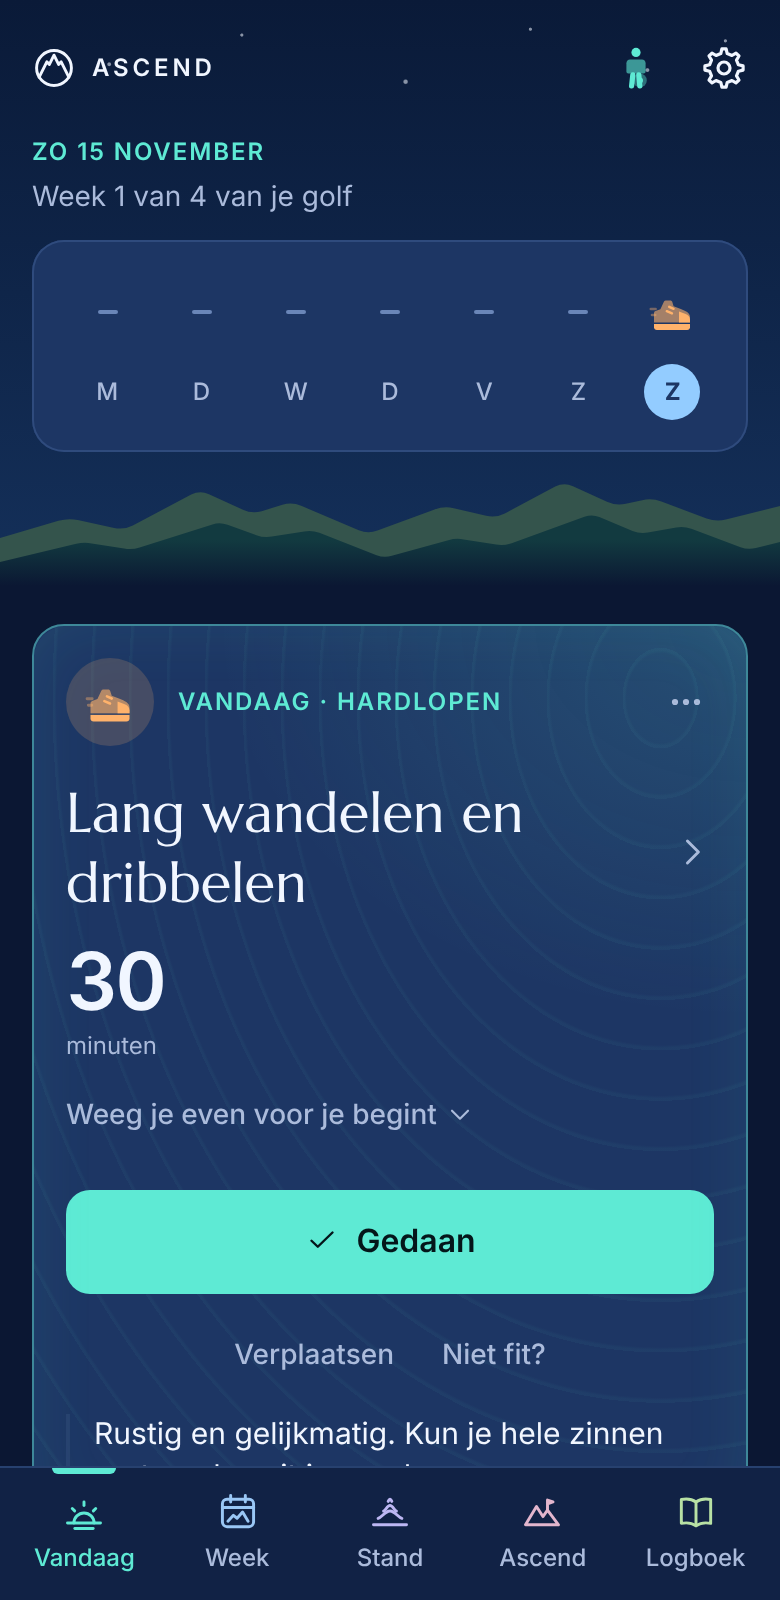 ASCEND
ZO 15 NOVEMBER
Week 1 van 4 van je golf
M D W D V Z Z
VANDAAG · HARDLOPEN
Lang wandelen en
dribbelen
30
minuten
Weeg je even voor je begint
Gedaan
Verplaatsen Niet fit?
Rustig en gelijkmatig. Kun je hele zinnen
Vandaag Week Stand Ascend Logboek